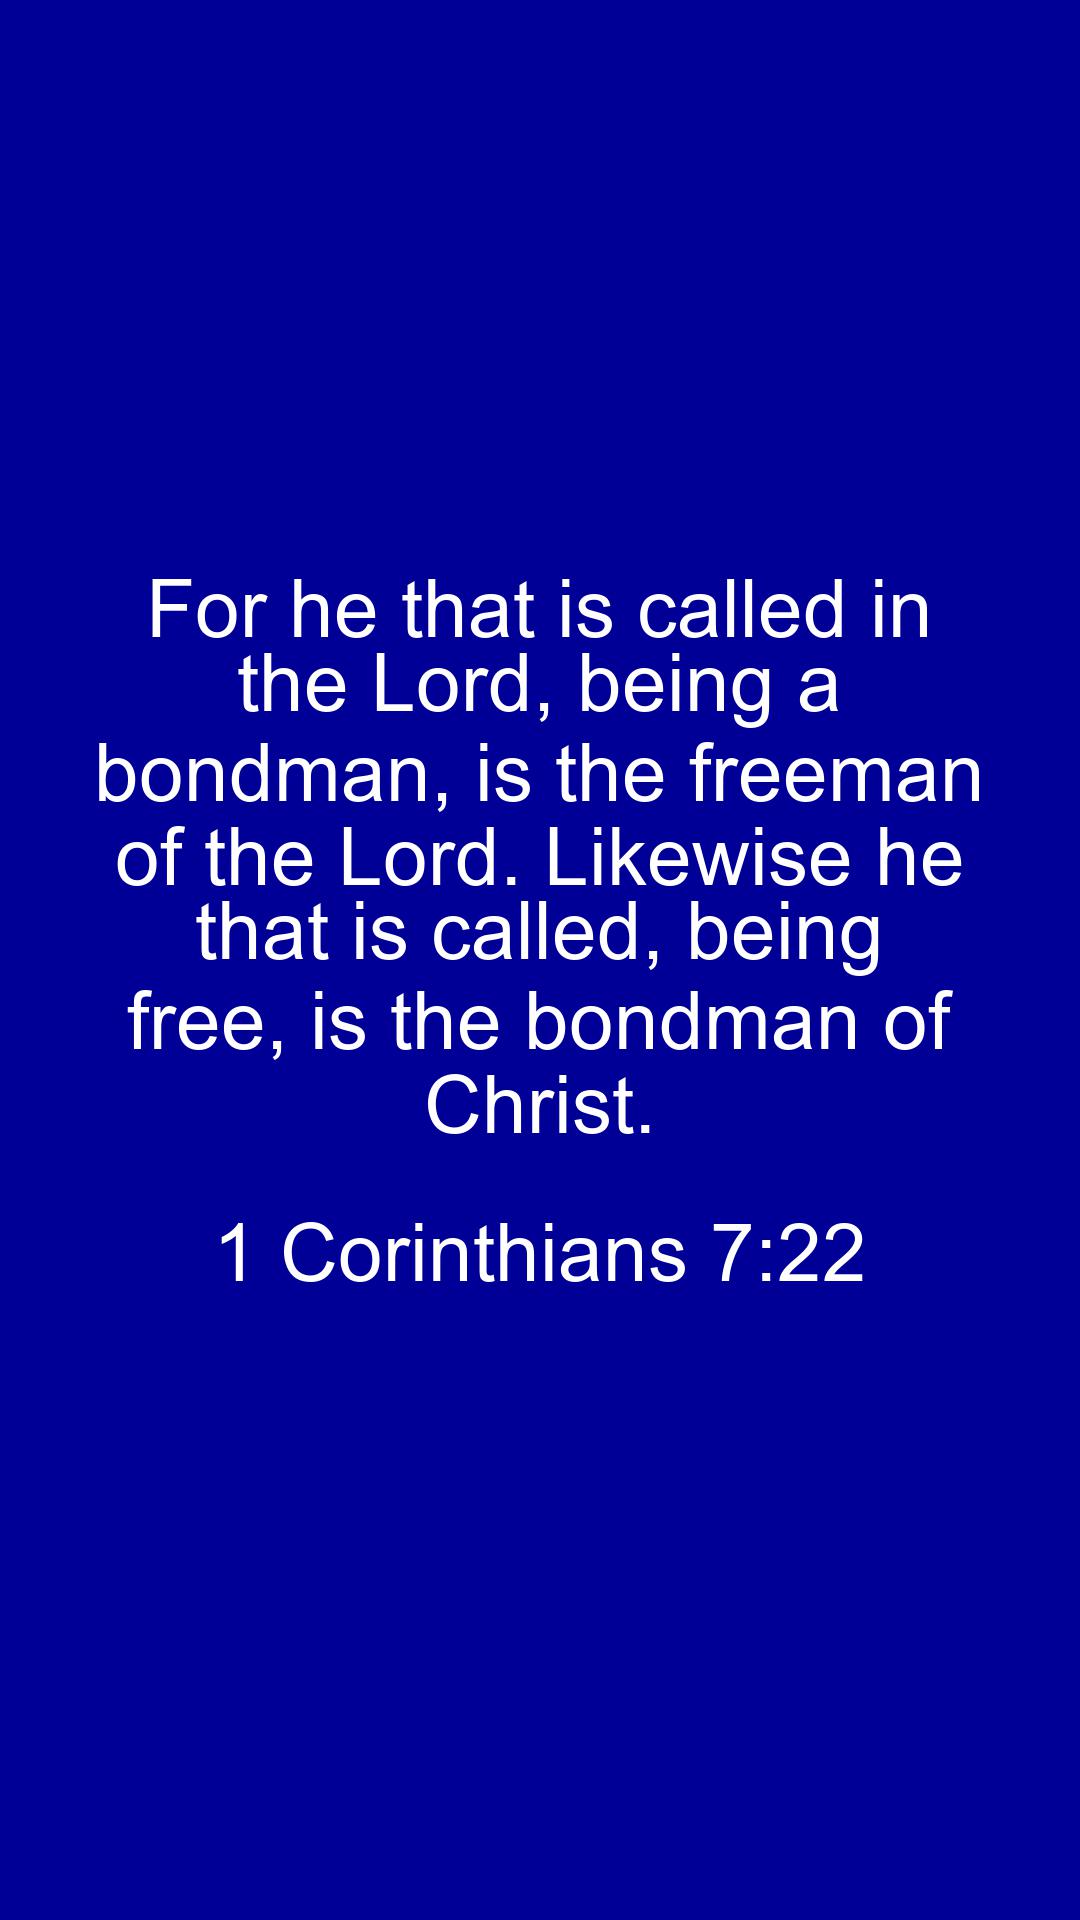 For he that is called in
the Lord, being a
bondman, is the freeman
of the Lord. Likewise he
that is called, being
free, is the bondman of
Christ.
1 Corinthians 7:22